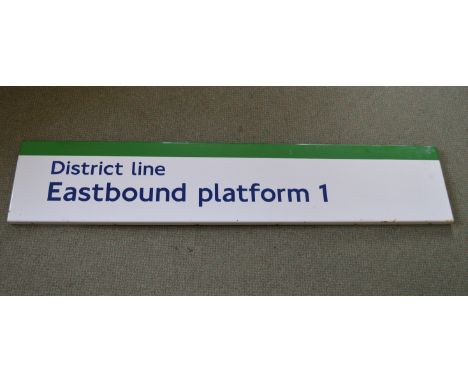 District line
Eastbound platform 1